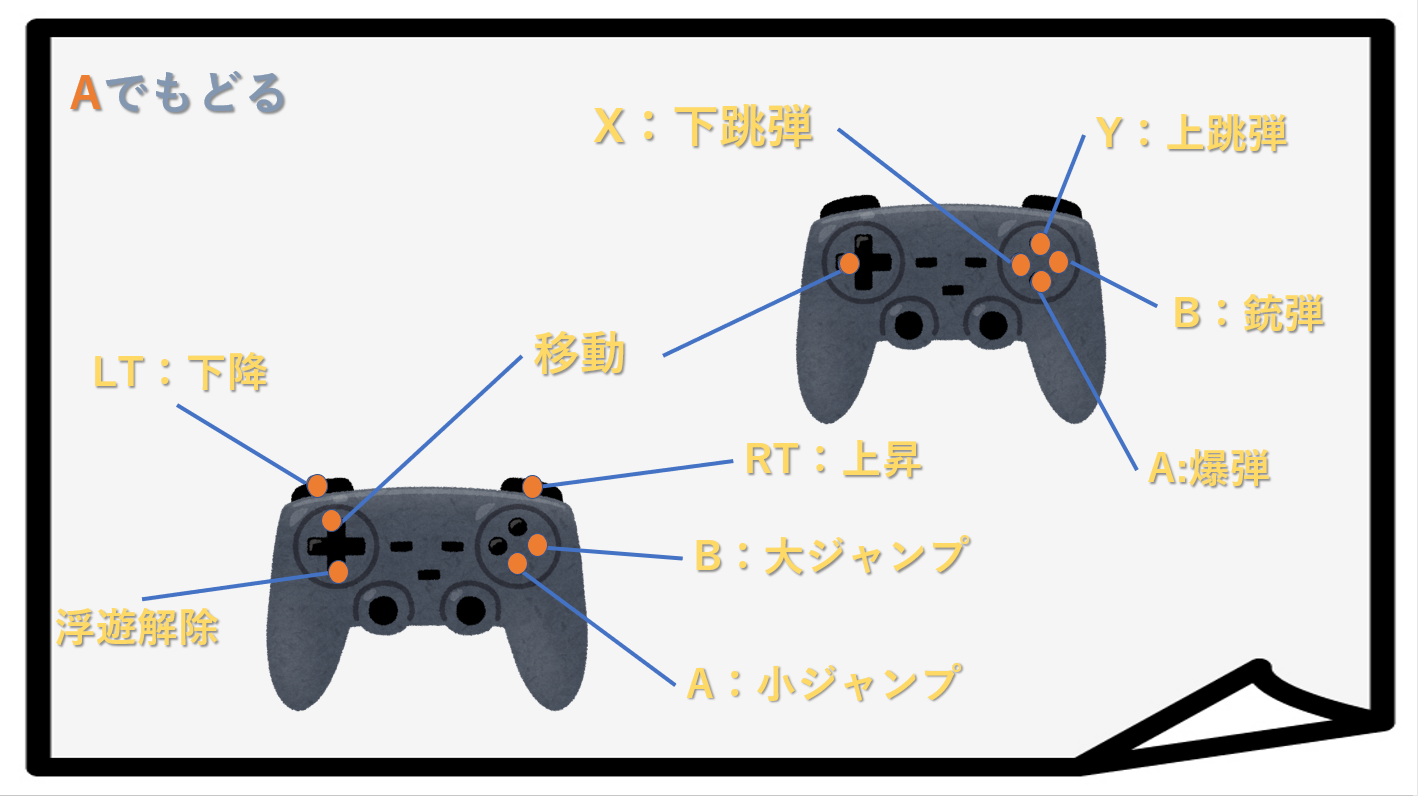 Aでもどる
X：下跳弾
Y：上跳弾
B：銃弾
移動
LT：下降
RT：上昇
A:爆弾
B：大ジャンプ
浮遊解除
A：小ジャンプ